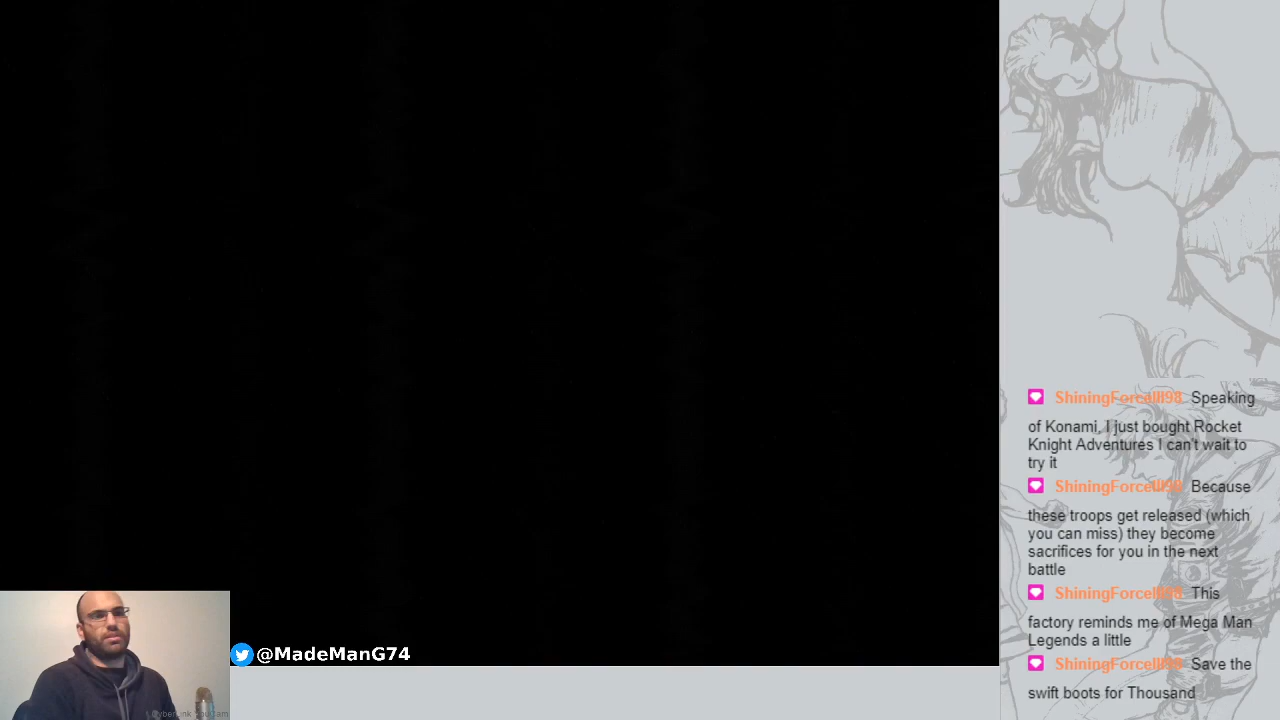 ShiningForceIII98 Speaking
of Konami, I just bought Rocket
Knight Adventures I can't wait to
try it
ShiningForceIII98 Because
these troops get released (which
you can miss) they become
sacrifices for you in the next
battle
ShiningForceIII98 This
factory reminds me of Mega Man
Legends a little
ShiningForceIII98 Save the
swift boots for Thousand
@MadeManG74